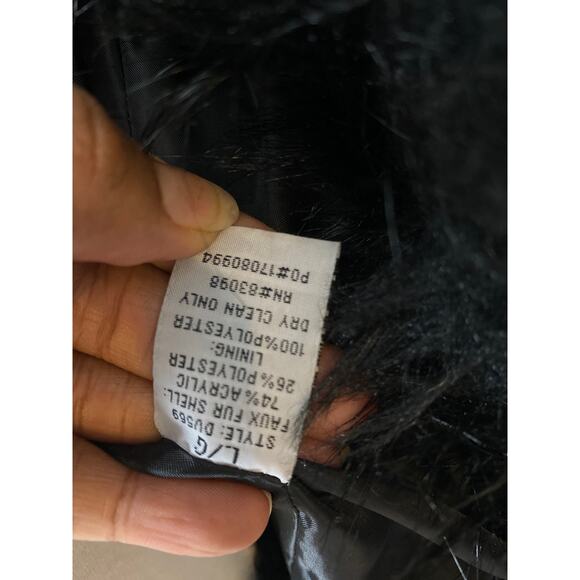 L/G
STYLE: DU569
FAUX FUR SHELL:
74% ACRYLIC
26% POLYESTER
LINING:
100%POLYESTER
DRY CLEAN ONLY
RN#83098
PO#17080994